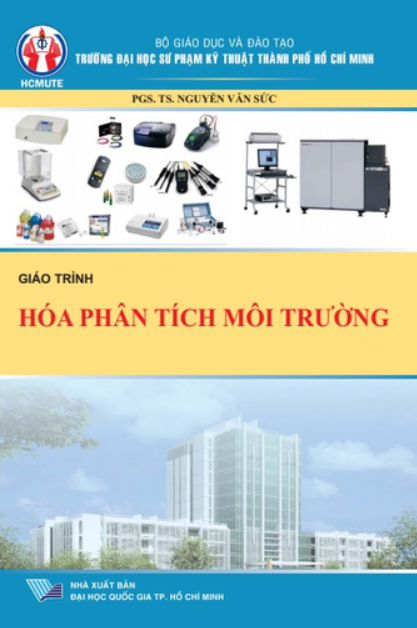 BỘ GIÁO DỤC VÀ ĐÀO TẠO
TRƯỜNG ĐẠI HỌC SƯ PHẠM KỸ THUẬT THÀNH PHỐ HỒ CHÍ MINH
HCMUTE
PGS. TS. NGUYỄN VĂN SỨC
GIÁO TRÌNH
HÓA PHÂN TÍCH MÔI TRƯỜNG
NHÀ XUẤT BẢN
ĐẠI HỌC QUỐC GIA TP. HỒ CHÍ MINH